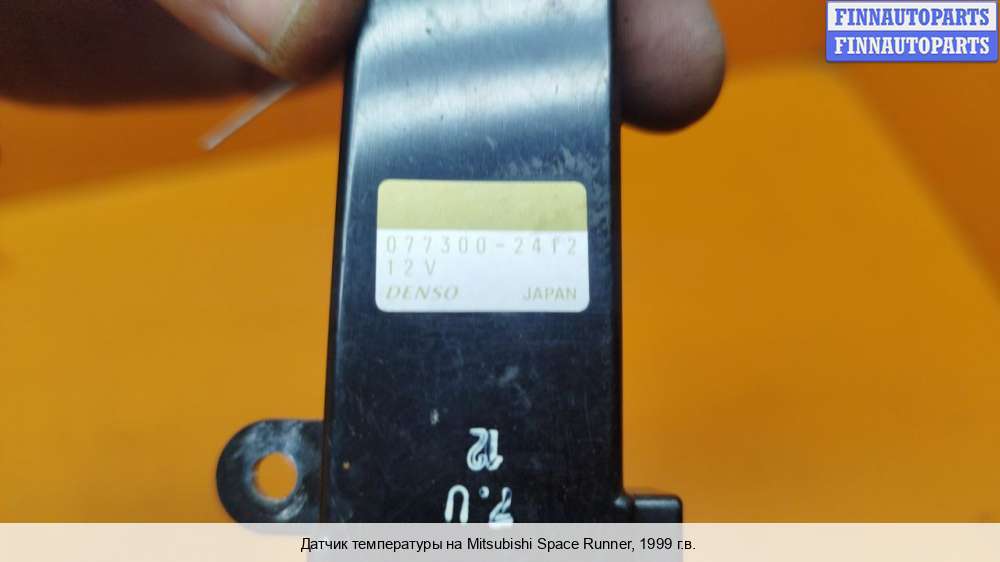 FINNAUTOPARTS
FINNAUTOPARTS
077300-2412
12V
DENSO JAPAN
12
Датчик температуры на Mitsubishi Space Runner, 1999 г.в.